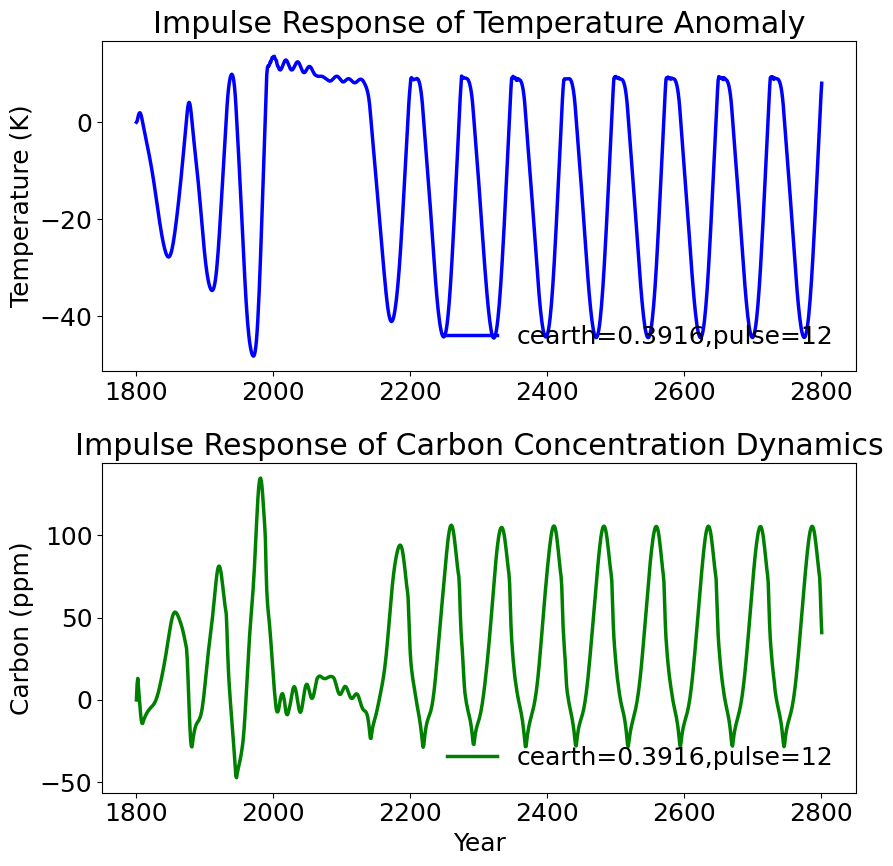 Impulse Response of Temperature Anomaly
Temperature (K)
0
−20
−40
cearth=0.3916,pulse=12
1800 2000 2200 2400 2600 2800
Impulse Response of Carbon Concentration Dynamics
Carbon (ppm)
100
50
0
−50
cearth=0.3916,pulse=12
1800 2000 2200 2400 2600 2800
Year